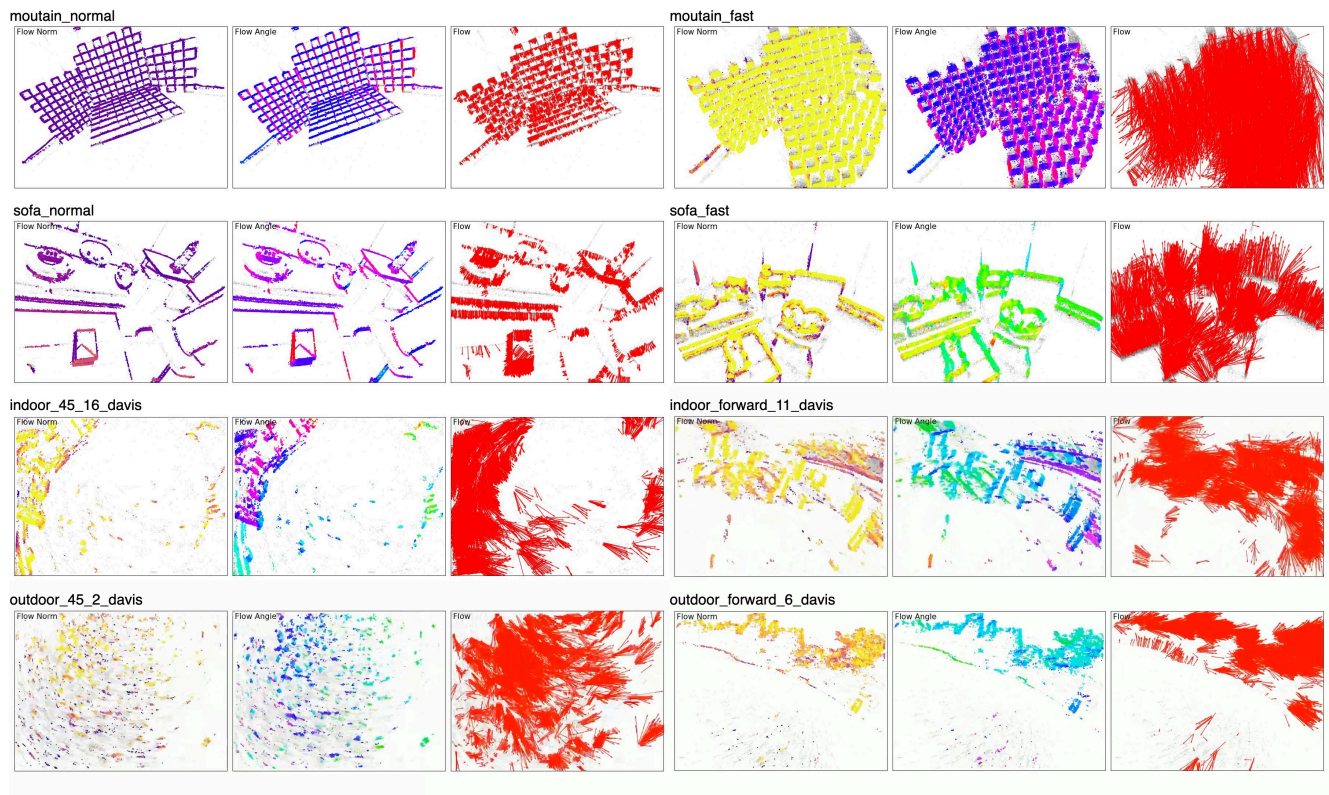 moutain_normal
moutain_fast
Flow Norm
Flow Angle
Flow
Flow Norm
Flow Angle
Flow
sofa_normal
sofa_fast
Flow Norm
Flow Angle
Flow
Flow Norm
Flow Angle
Flow
indoor_45_16_davis
indoor_forward_11_davis
Flow Norm
Flow Angle
Flow
Flow Norm
Flow Angle
Flow
outdoor_45_2_davis
outdoor_forward_6_davis
Flow Norm
Flow Angle
Flow
Flow Norm
Flow Angle
Flow